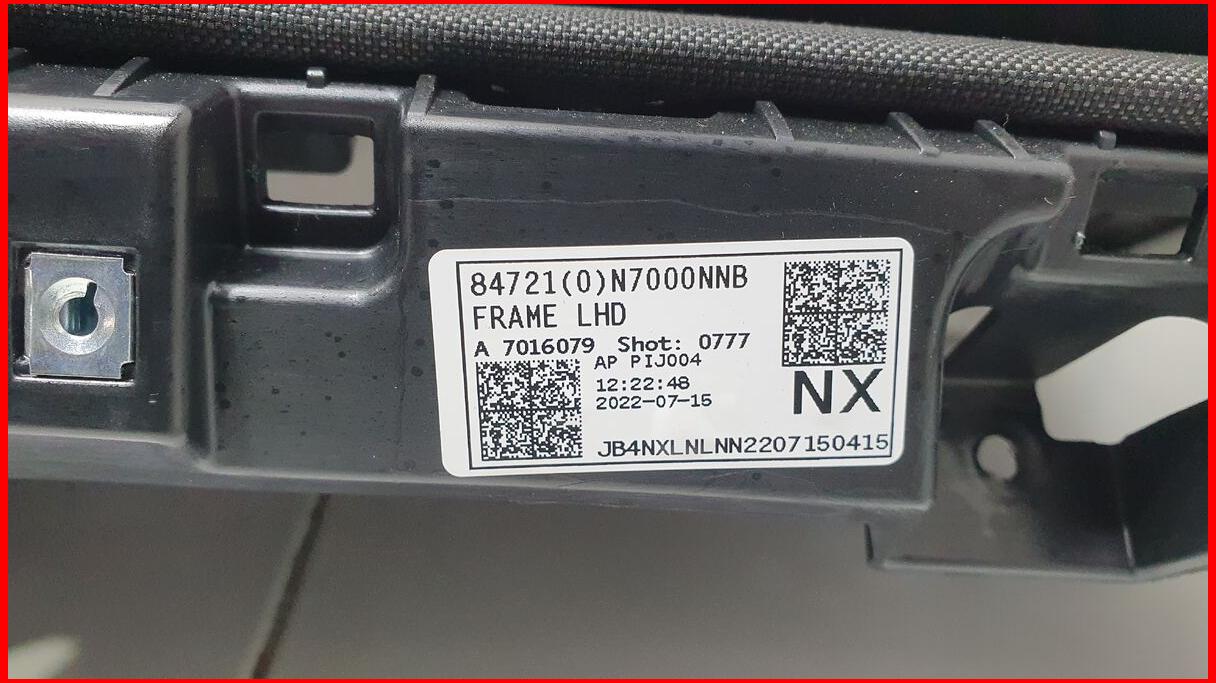 84721(0)N7000NNB
FRAME LHD
A 7016079 Shot: 0777
AP PIJ004
12:22:48
2022-07-15
NX
JB4NXLNLNN2207150415